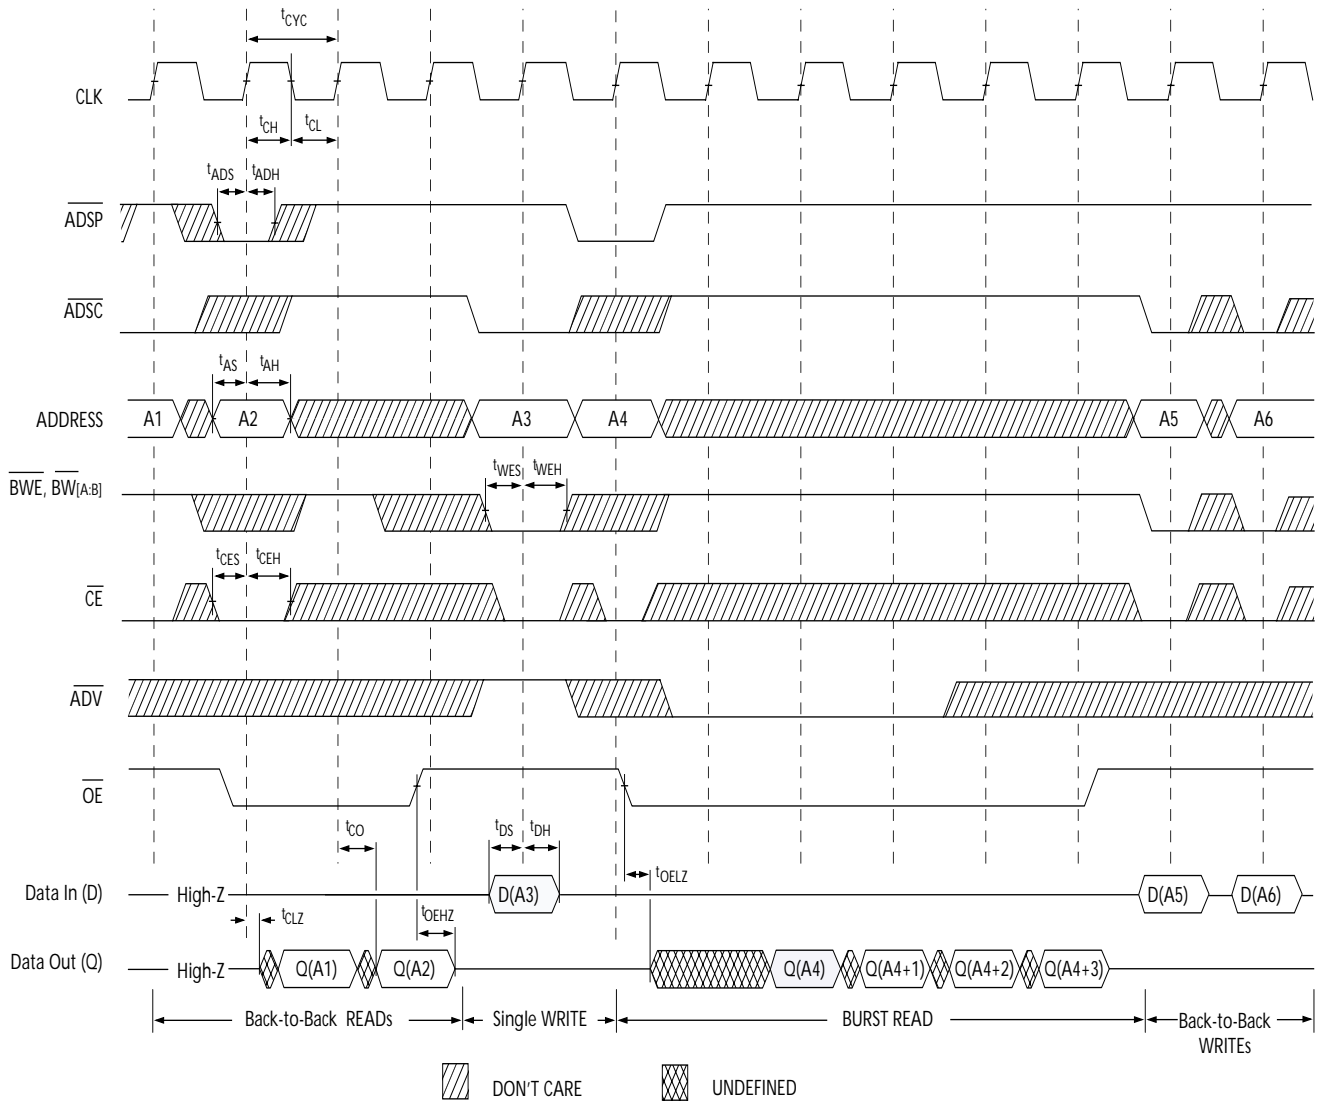 tCYC
CLK
tCH tCL
tADS tADH
ADSP
ADSC
tAS tAH
ADDRESS A1 A2 A3 A4 A5 A6
BWE, BW[A:B] tWES tWEH
tCES tCEH
CE
ADV
OE
tCO tDS tDH
tOELZ
Data In (D) High-Z D(A3) D(A5) D(A6)
tCLZ tOEHZ
Data Out (Q) High-Z Q(A1) Q(A2) Q(A4) Q(A4+1) Q(A4+2) Q(A4+3)
Back-to-Back READs Single WRITE BURST READ Back-to-Back
WRITEs
DON'T CARE UNDEFINED